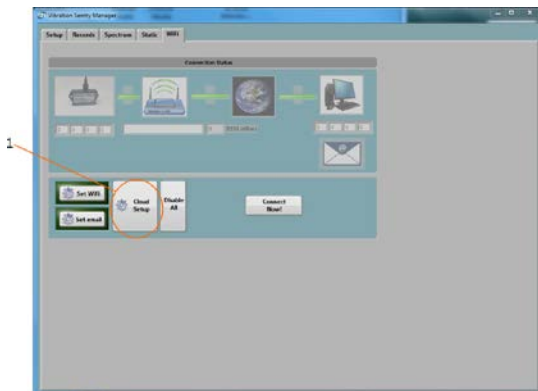 Vibration Sentry Manager
Setup Records Spectrum Static WiFi
Connection Status
1
Set WiFi
Cloud Setup
Disable All
Connect Now!
Set email